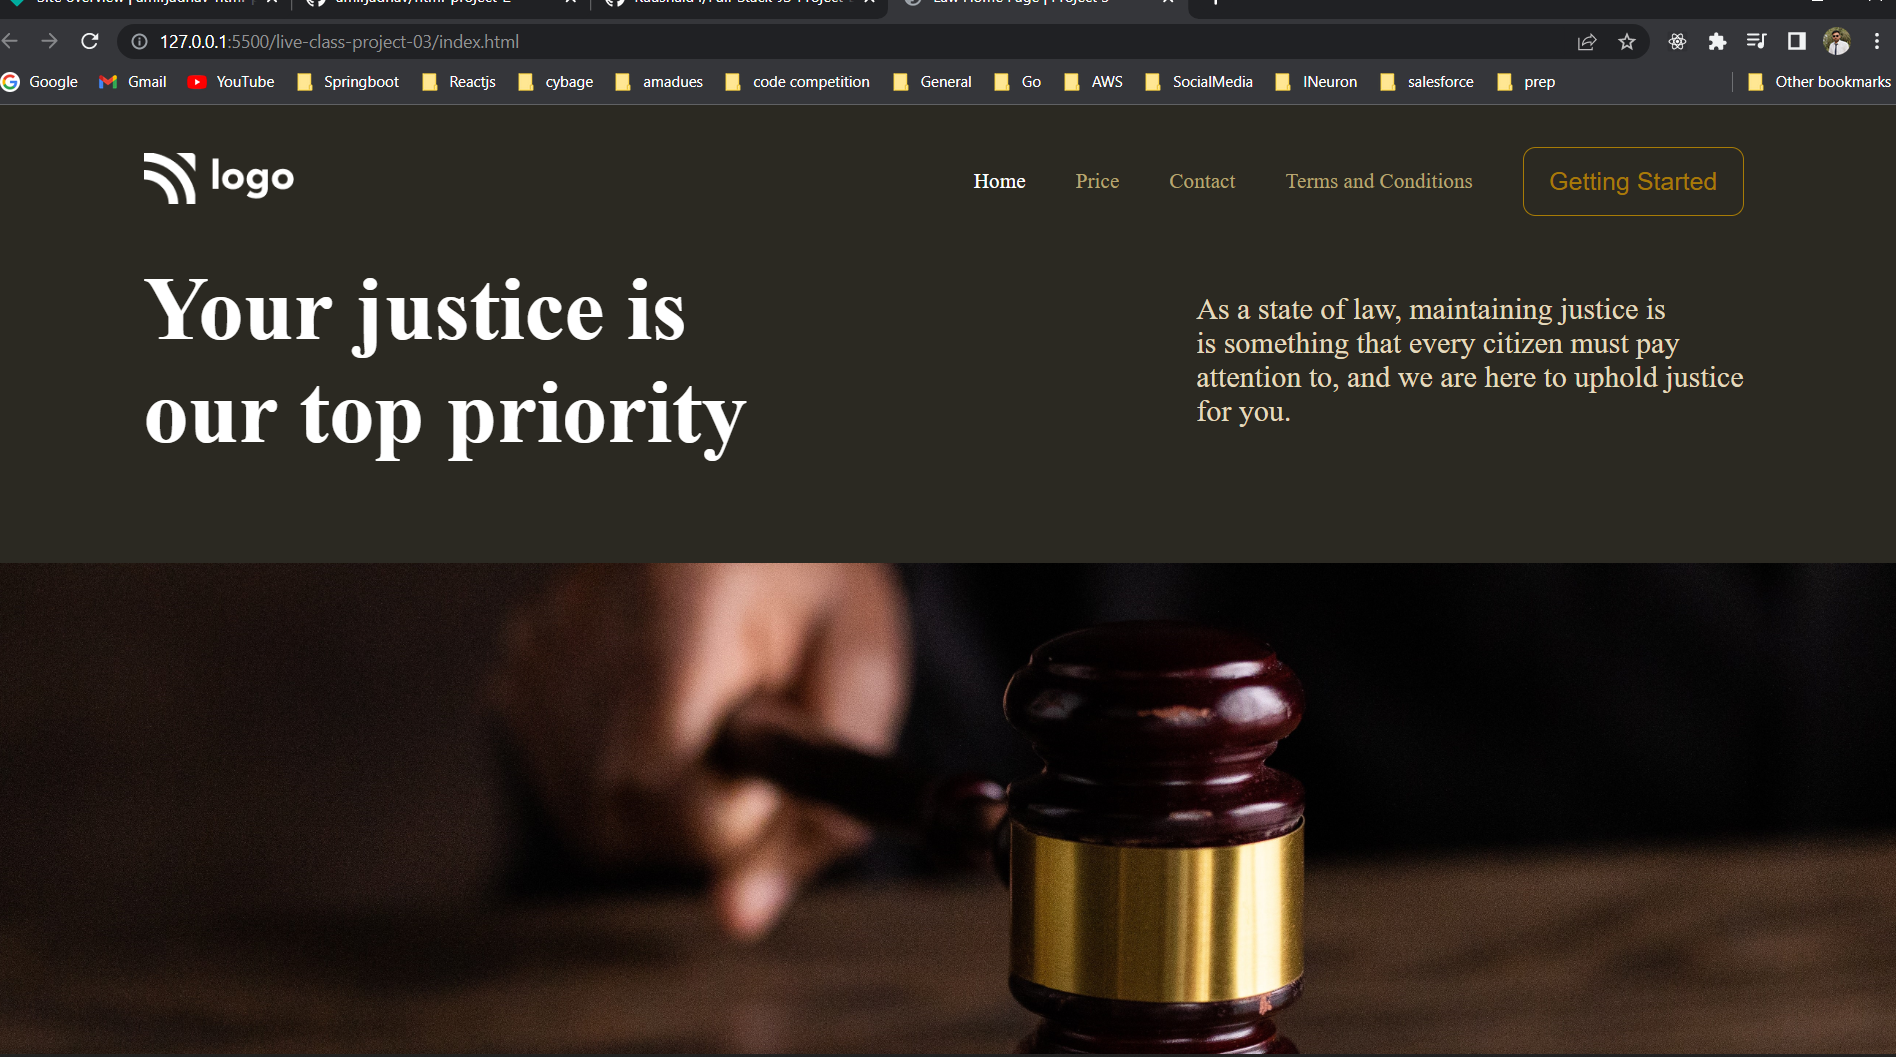 127.0.0.1:5500/live-class-project-03/index.html
Google Gmail YouTube Springboot Reactjs cybage amadues code competition General Go AWS SocialMedia INeuron salesforce prep Other bookmarks
logo Home Price Contact Terms and Conditions Getting Started
Your justice is
our top priority
As a state of law, maintaining justice is
is something that every citizen must pay
attention to, and we are here to uphold justice
for you.